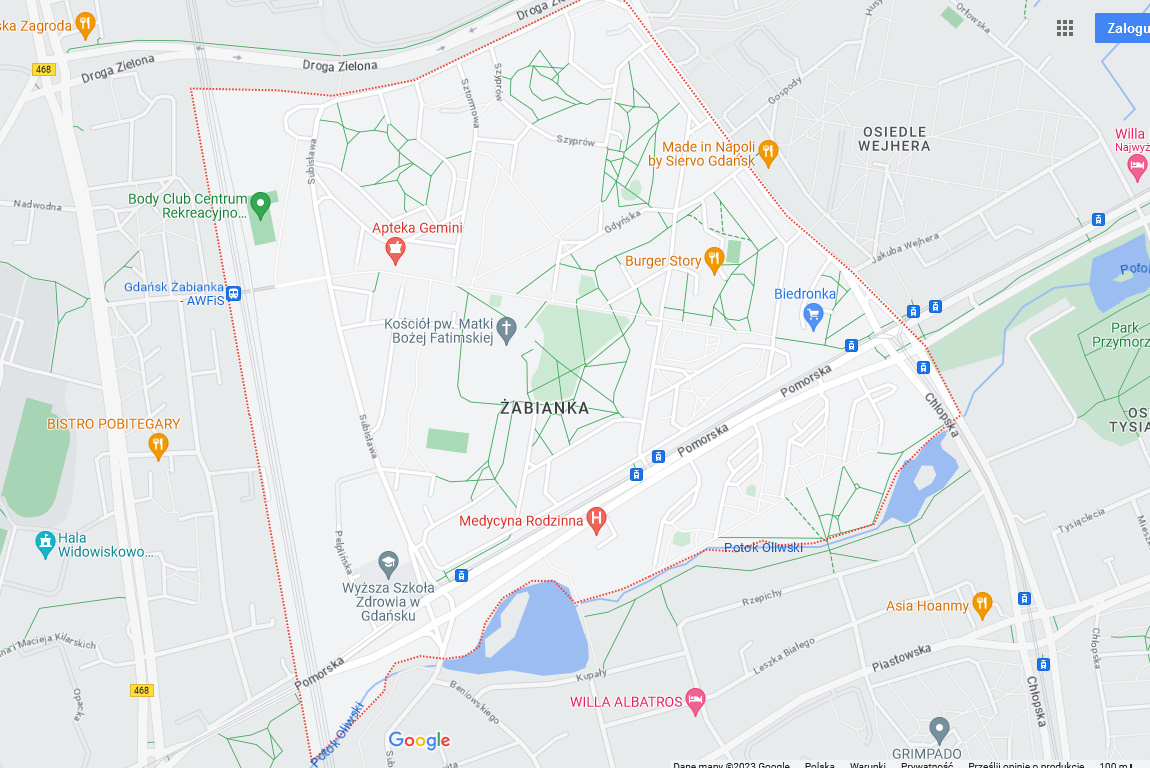 ska Zagroda
Droga Zielona
Orłowska
Zalogu
468
Droga Zielona
Droga Zielona
Szyprów
Sztormowa
Gospody
OSIEDLE
WEJHERA
Willa
Najwyż
Szyprów
Made in Napoli
by Siervo Gdańsk
Subisława
Body Club Centrum
Rekreacyjno...
Nadwodna
Apteka Gemini
Gdyńska
Jakuba Wejhera
Burger Story
Gdańsk Żabianka
- AWFiS
Biedronka
Kościół pw. Matki
Bożej Fatimskiej
Park
Przymorz
Pomorska
ŻABIANKA
Chłopska
BISTRO POBITEGARY
Subisława
Pomorska
Medycyna Rodzinna
Tysiąclecia
Hala
Widowiskowo...
Pelplińska
Potok Oliwski
Wyższa Szkoła
Zdrowia w
Gdańsku
Rzepichy
Asia Hoanmy
na i Macieja Kilarskich
Leszka Białego
Piastowska
Chłopska
Pomorska
468
Opacka
Kupały
Beniowskiego
WILLA ALBATROS
Chłopska
Potok Oliwski
Google
GRIMPADO
Dane mapy ©2023 Google Polska Warunki Prywatność Prześlij opinię o produkcie 100 m